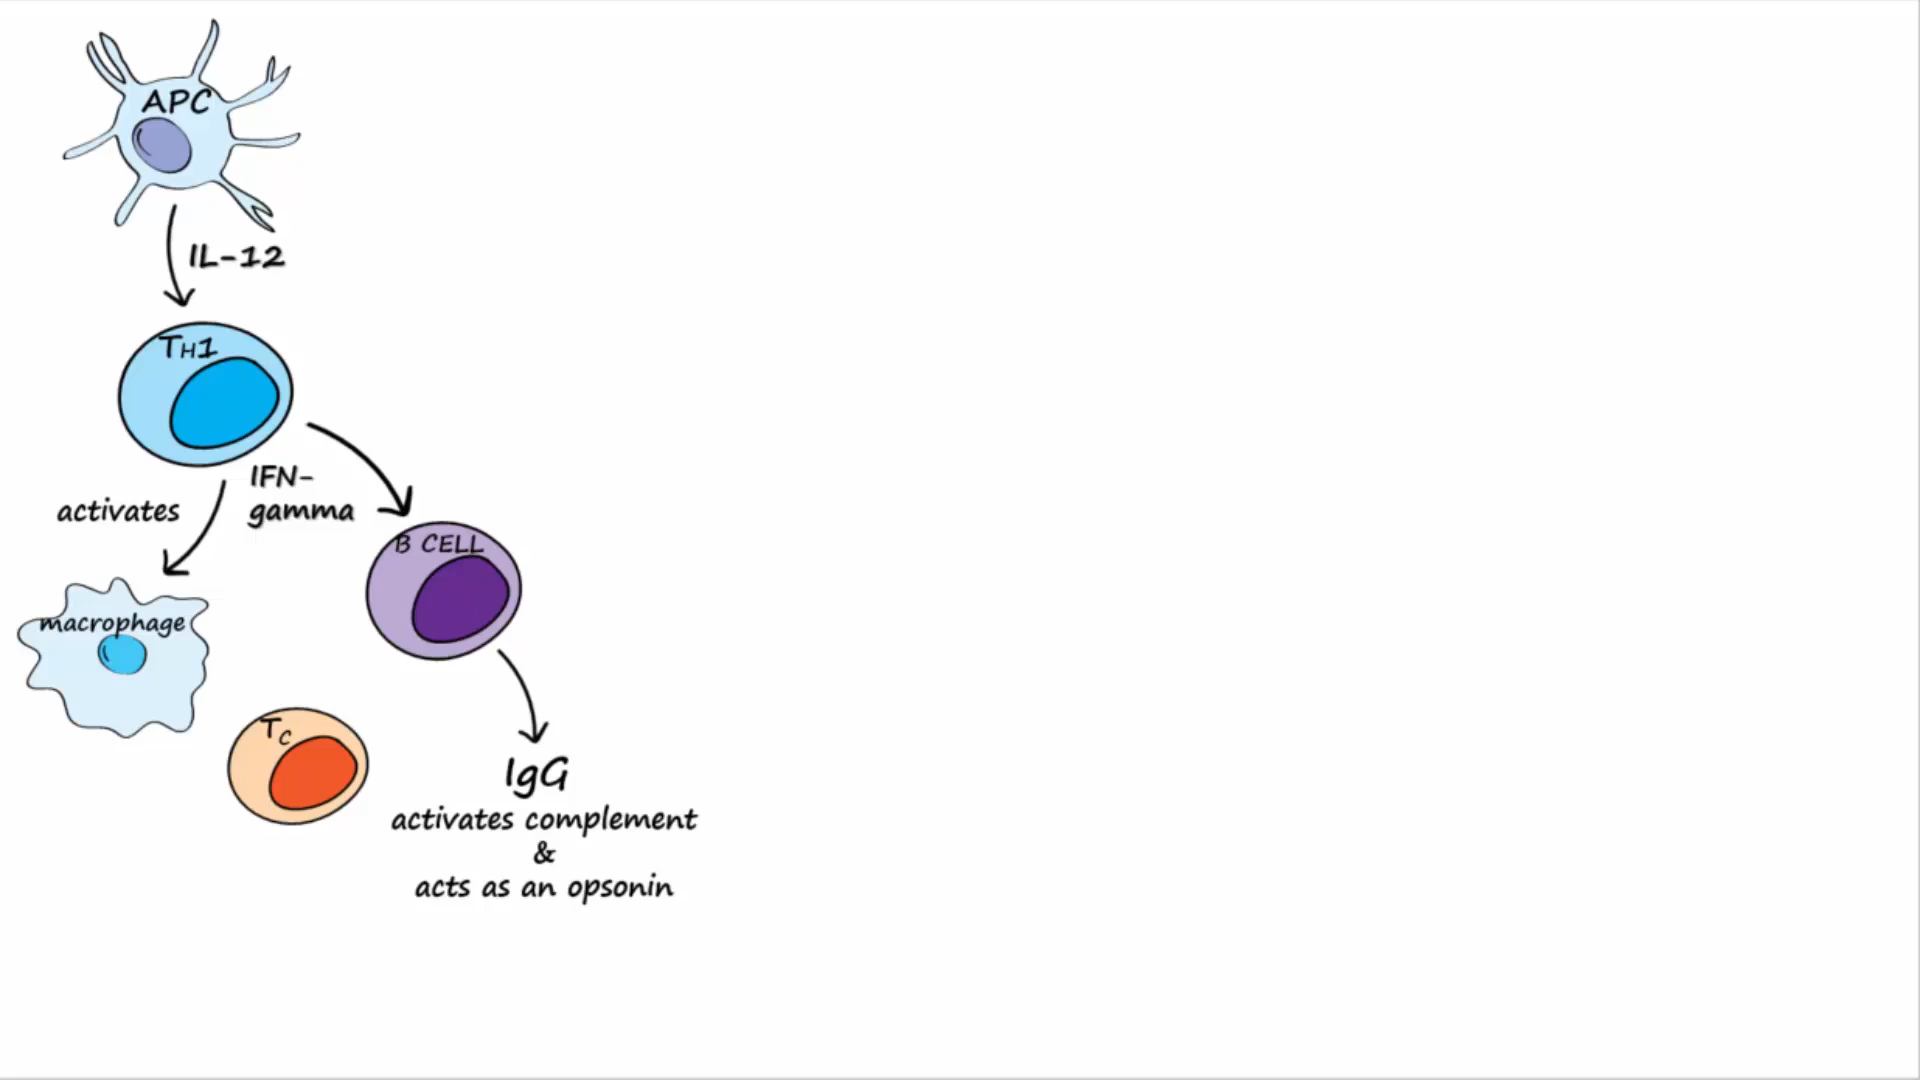 APC
IL-12
TH1
activates
IFN-
gamma
B CELL
macrophage
Tc
IgG
activates complement
&
acts as an opsonin